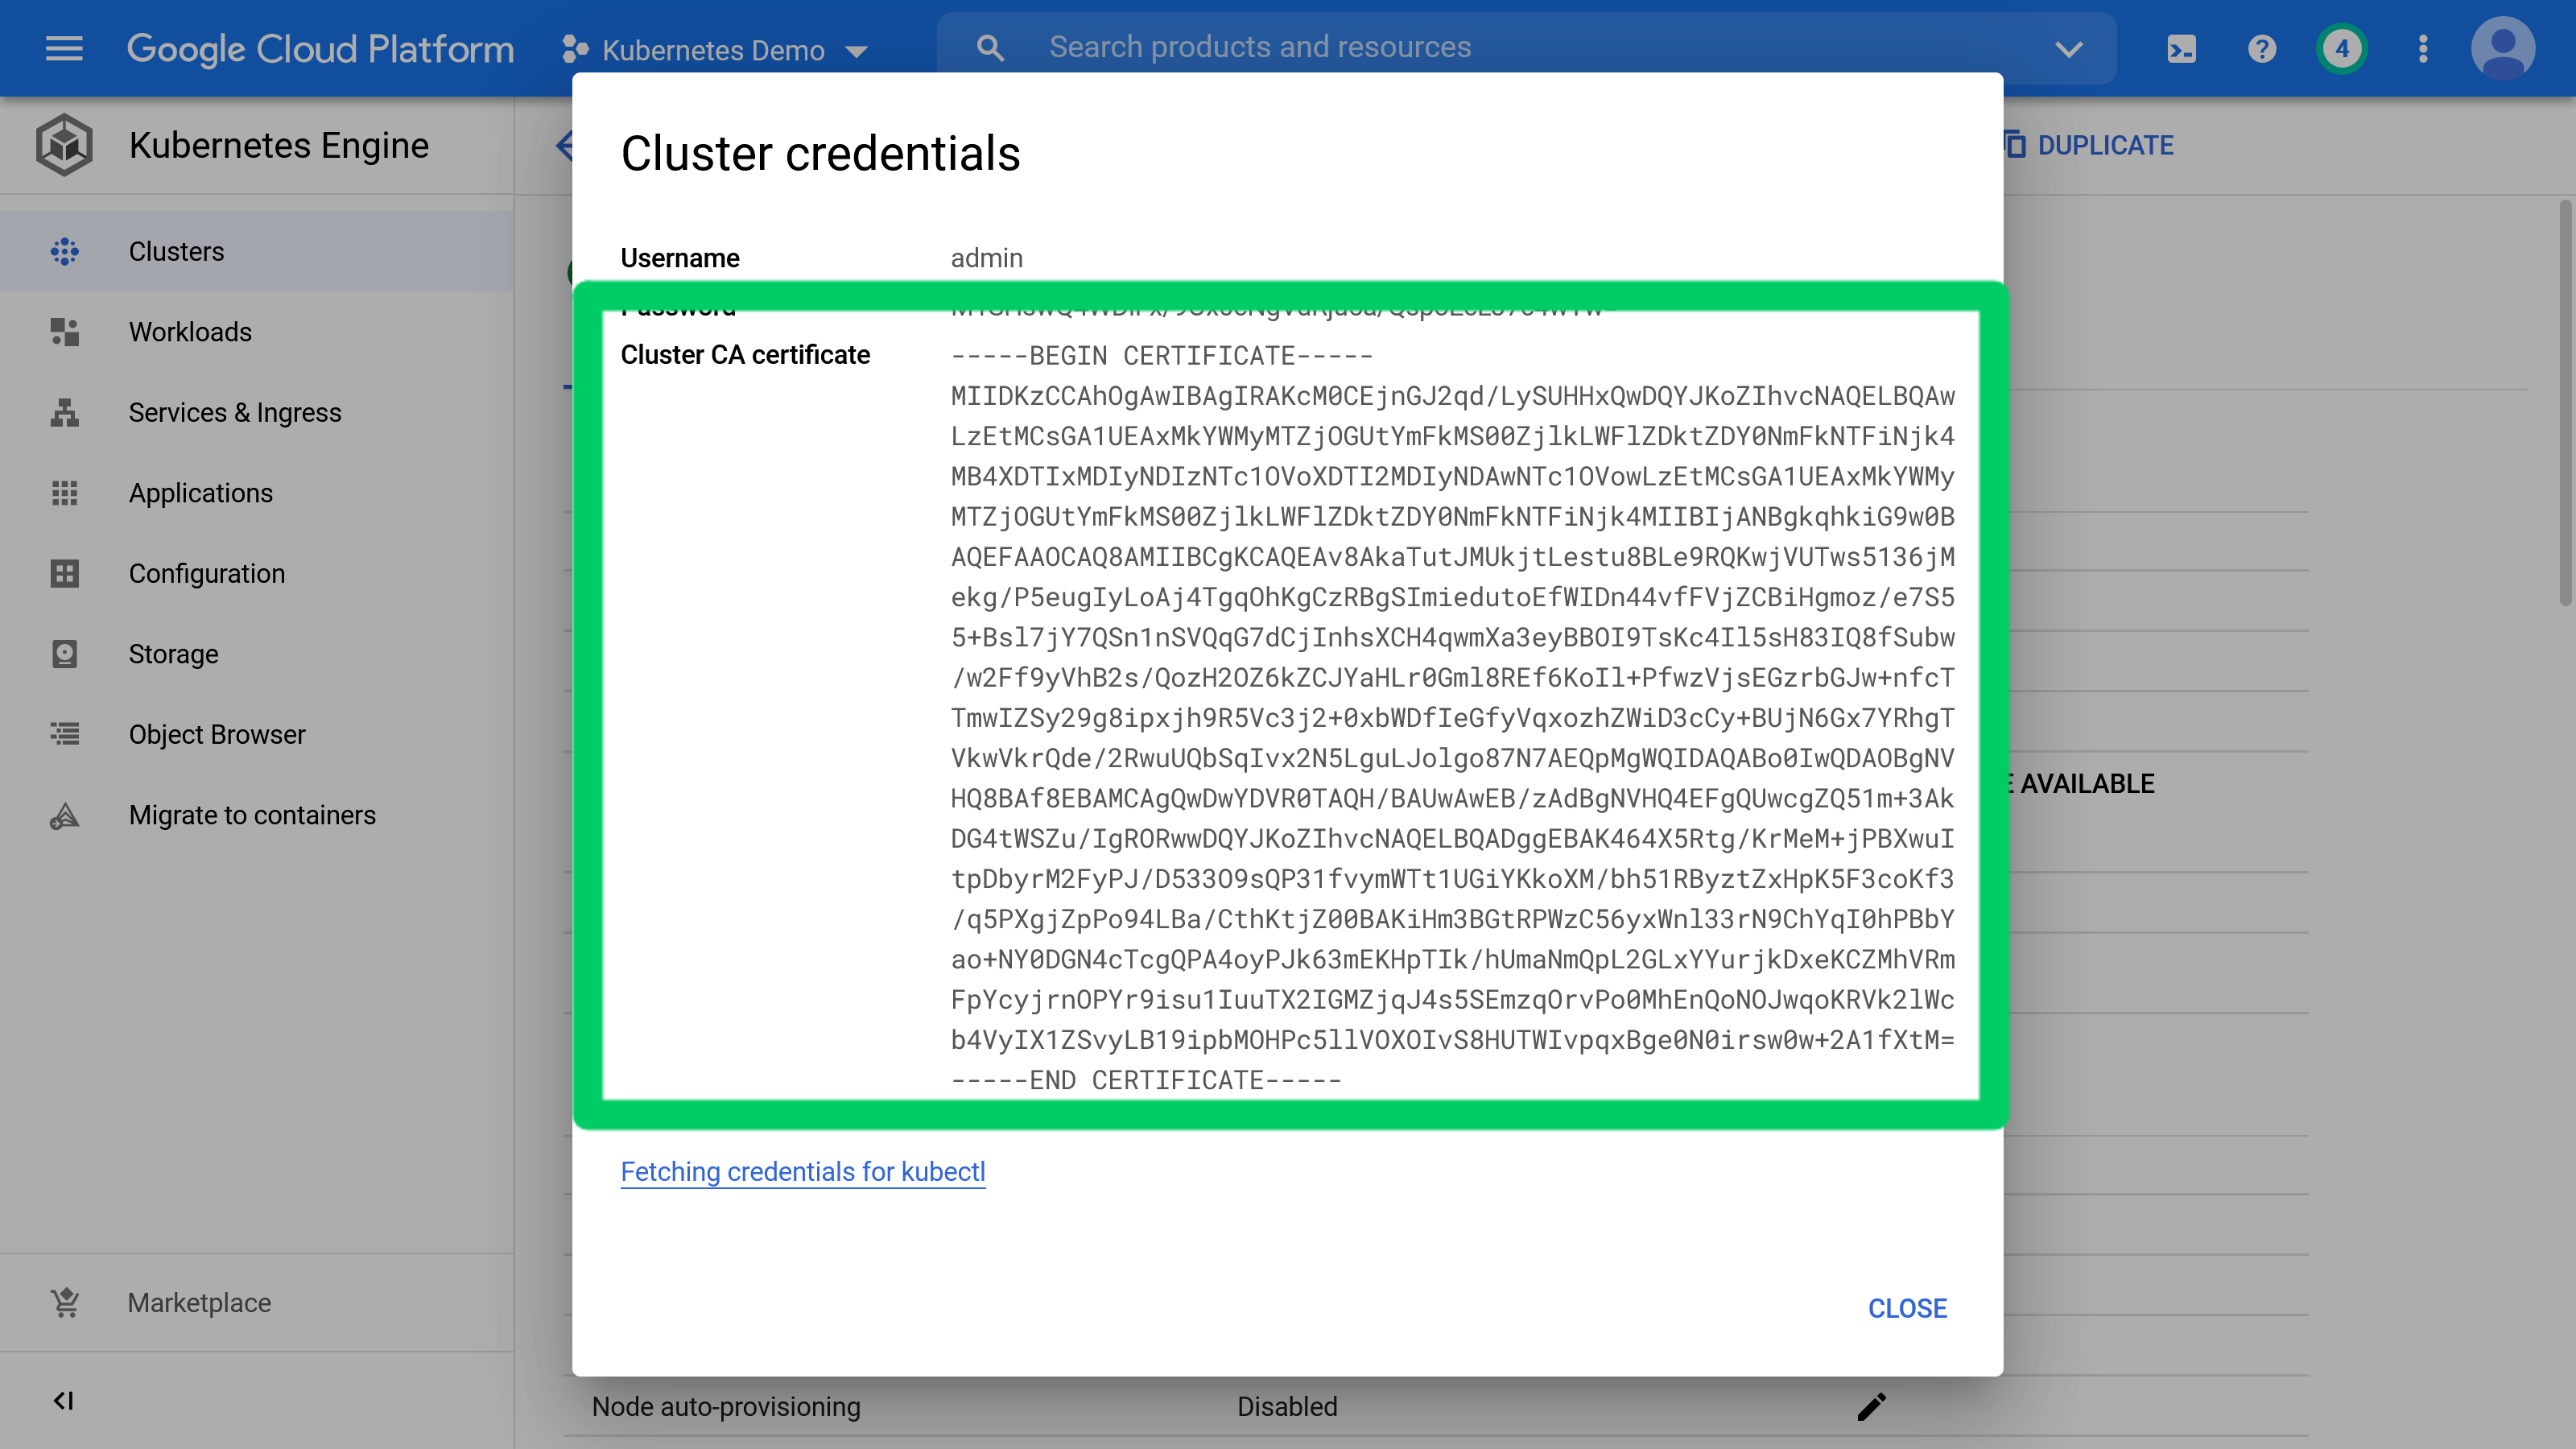 Google Cloud Platform
Kubernetes Demo
Search products and resources
4
Kubernetes Engine
DUPLICATE
Clusters
Workloads
Services & Ingress
Applications
Configuration
Storage
Object Browser
Migrate to containers
Marketplace
Cluster credentials
Username admin
Password
Cluster CA certificate -----BEGIN CERTIFICATE-----
MIIDKzCCAhOgAwIBAgIRAKcM0CEjnGJ2qd/LySUHHxQwDQYJKoZIhvcNAQELBQAw
LzEtMCsGA1UEAxMkYWMyMTZjOGUtYmFkMS00ZjlkLWFlZDktZDY0NmFkNTFiNjk4
MB4XDTIxMDIyNDIzNTc1OVoXDTI2MDIyNDAwNTc1OVowLzEtMCsGA1UEAxMkYWMy
MTZjOGUtYmFkMS00ZjlkLWFlZDktZDY0NmFkNTFiNjk4MIIBIjANBgkqhkiG9w0B
AQEFAAOCAQ8AMIIBCgKCAQEAv8AkaTutJMUkjtLestu8BLe9RQKwjVUTws5136jM
ekg/P5eugIyLoAj4TgqOhKgCzRBgSImiedutoEfWIDn44vfFVjZCBiHgmoz/e7S5
5+Bsl7jY7QSn1nSVQqG7dCjInhsXCH4qwmXa3eyBBOI9TsKc4Il5sH83IQ8fSubw
/w2Ff9yVhB2s/QozH2OZ6kZCJYaHLr0Gml8REf6KoIl+PfwzVjsEGzrbGJw+nfcT
TmwIZSy29g8ipxjh9R5Vc3j2+0xbWDfIeGfyVqxozhZWiD3cCy+BUjN6Gx7YRhgT
VkwVkrQde/2RwuUQbSqIvx2N5LguLJolgo87N7AEQpMgWQIDAQABo0IwQDAOBgNV
HQ8BAf8EBAMCAgQwDwYDVR0TAQH/BAUwAwEB/zAdBgNVHQ4EFgQUwcgZQ51m+3Ak
DG4tWSZu/IgRORwwDQYJKoZIhvcNAQELBQADggEBAK464X5Rtg/KrMeM+jPBXwuI
tpDbyrM2FyPJ/D533O9sQP31fvymWTt1UGiYKkoXM/bh51RByztZxHpK5F3coKf3
/q5PXgjZpPo94LBa/CthKtjZ00BAKiHm3BGtRPWzC56yxWnl33rN9ChYqI0hPBbY
ao+NY0DGN4cTcgQPA4oyPJk63mEKHpTIk/hUmaNmQpL2GLxYYurjkDxeKCZMhVRm
FpYcyjrnOPYr9isu1IuuTX2IGMZjqJ4s5SEmzqOrvPo0MhEnQoNOJwqoKRVk2lWc
b4VyIX1ZSvyLB19ipbMOHPc5llVOXOIvS8HUTWIvpqxBge0N0irsw0w+2A1fXtM=
-----END CERTIFICATE-----
Fetching credentials for kubectl
CLOSE
AVAILABLE
Node auto-provisioning Disabled